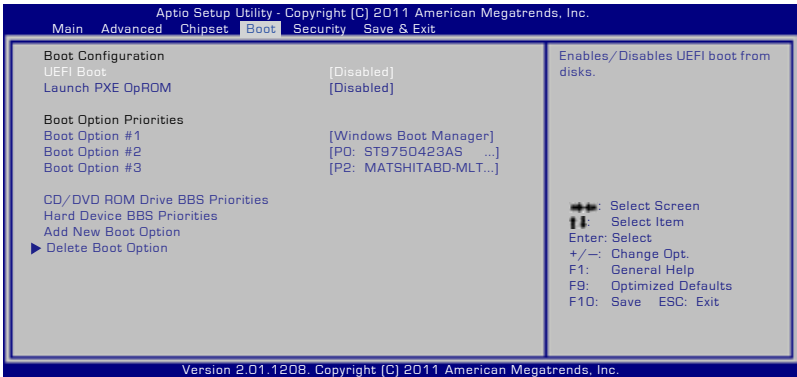 Aptio Setup Utility - Copyright (C) 2011 American Megatrends, Inc.
Main Advanced Chipset Boot Security Save & Exit
Boot Configuration
UEFI Boot [Disabled]
Launch PXE OpROM [Disabled]
Boot Option Priorities
Boot Option #1 [Windows Boot Manager]
Boot Option #2 [P0: ST9750423AS ...]
Boot Option #3 [P2: MATSHITABD-MLT...]
CD/DVD ROM Drive BBS Priorities
Hard Device BBS Priorities
Add New Boot Option
Delete Boot Option
Enables/Disables UEFI boot from
disks.
: Select Screen
: Select Item
Enter: Select
+/—: Change Opt.
F1: General Help
F9: Optimized Defaults
F10: Save ESC: Exit
Version 2.01.1208. Copyright (C) 2011 American Megatrends, Inc.